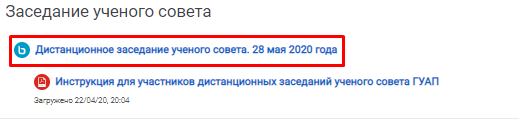 Заседание ученого совета
Дистанционное заседание ученого совета. 28 мая 2020 года
Инструкция для участников дистанционных заседаний ученого совета ГУАП
Загружено 22/04/20, 20:04